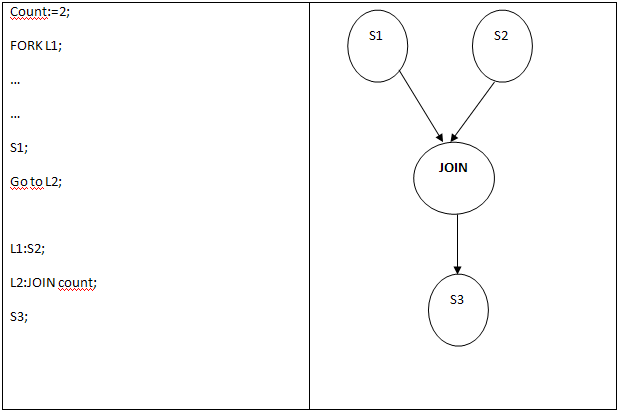 Count:=2;
FORK L1;
...
...
S1;
Go to L2;
L1:S2;
L2:JOIN count;
S3;
S1
S2
JOIN
S3